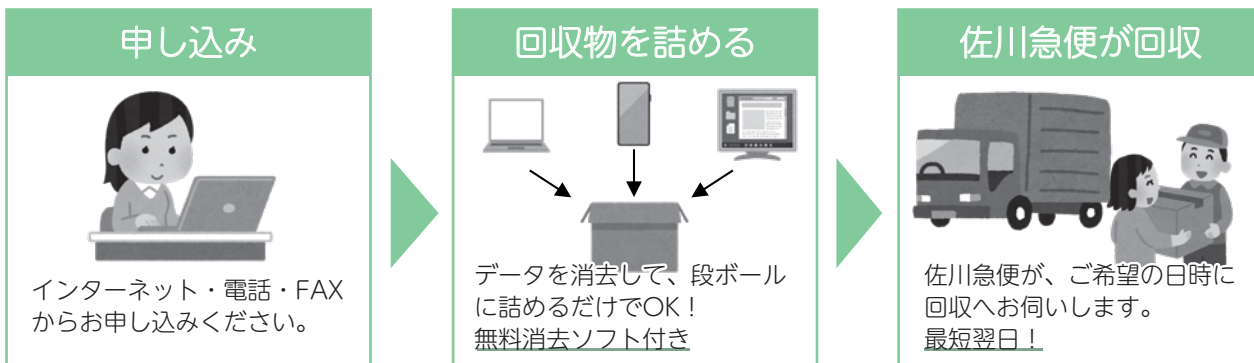 申し込み
インターネット・電話・FAX
からお申し込みください。
回収物を詰める
データを消去して、段ボール
に詰めるだけでOK！
無料消去ソフト付き
佐川急便が回収
佐川急便が、ご希望の日時に
回収へお伺いします。
最短翌日！